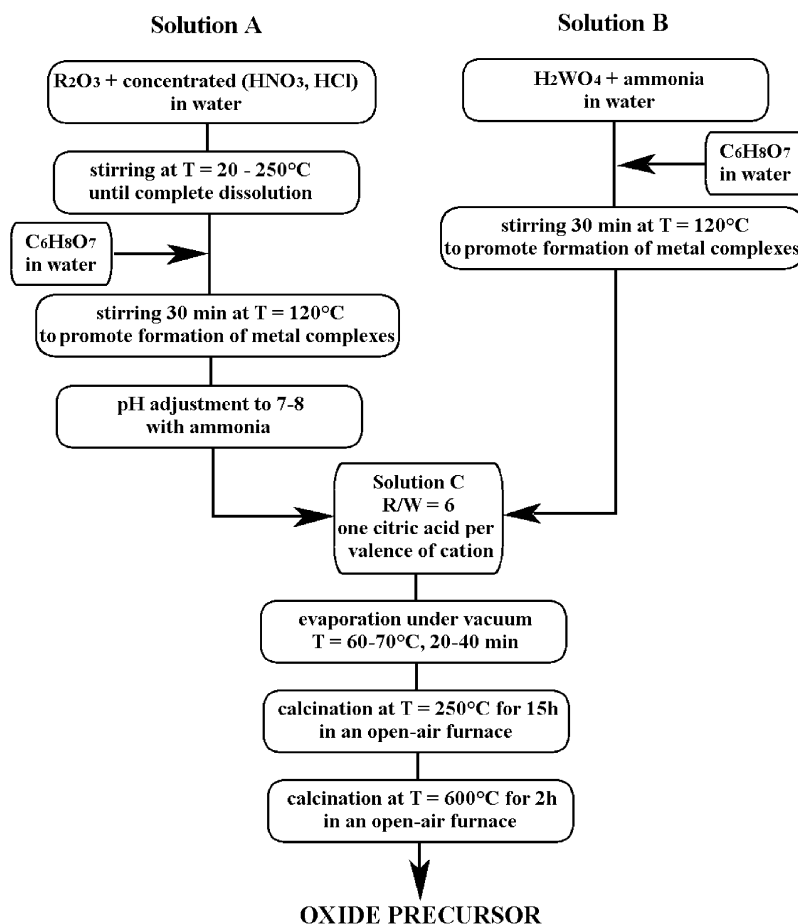 Solution A
R2O3 + concentrated (HNO3, HCl)
in water
stirring at T = 20 - 250°C
until complete dissolution
C6H8O7
in water
stirring 30 min at T = 120°C
to promote formation of metal complexes
pH adjustment to 7-8
with ammonia
Solution B
H2WO4 + ammonia
in water
C6H8O7
in water
stirring 30 min at T = 120°C
to promote formation of metal complexes
Solution C
R/W = 6
one citric acid per
valence of cation
evaporation under vacuum
T = 60-70°C, 20-40 min
calcination at T = 250°C for 15h
in an open-air furnace
calcination at T = 600°C for 2h
in an open-air furnace
OXIDE PRECURSOR